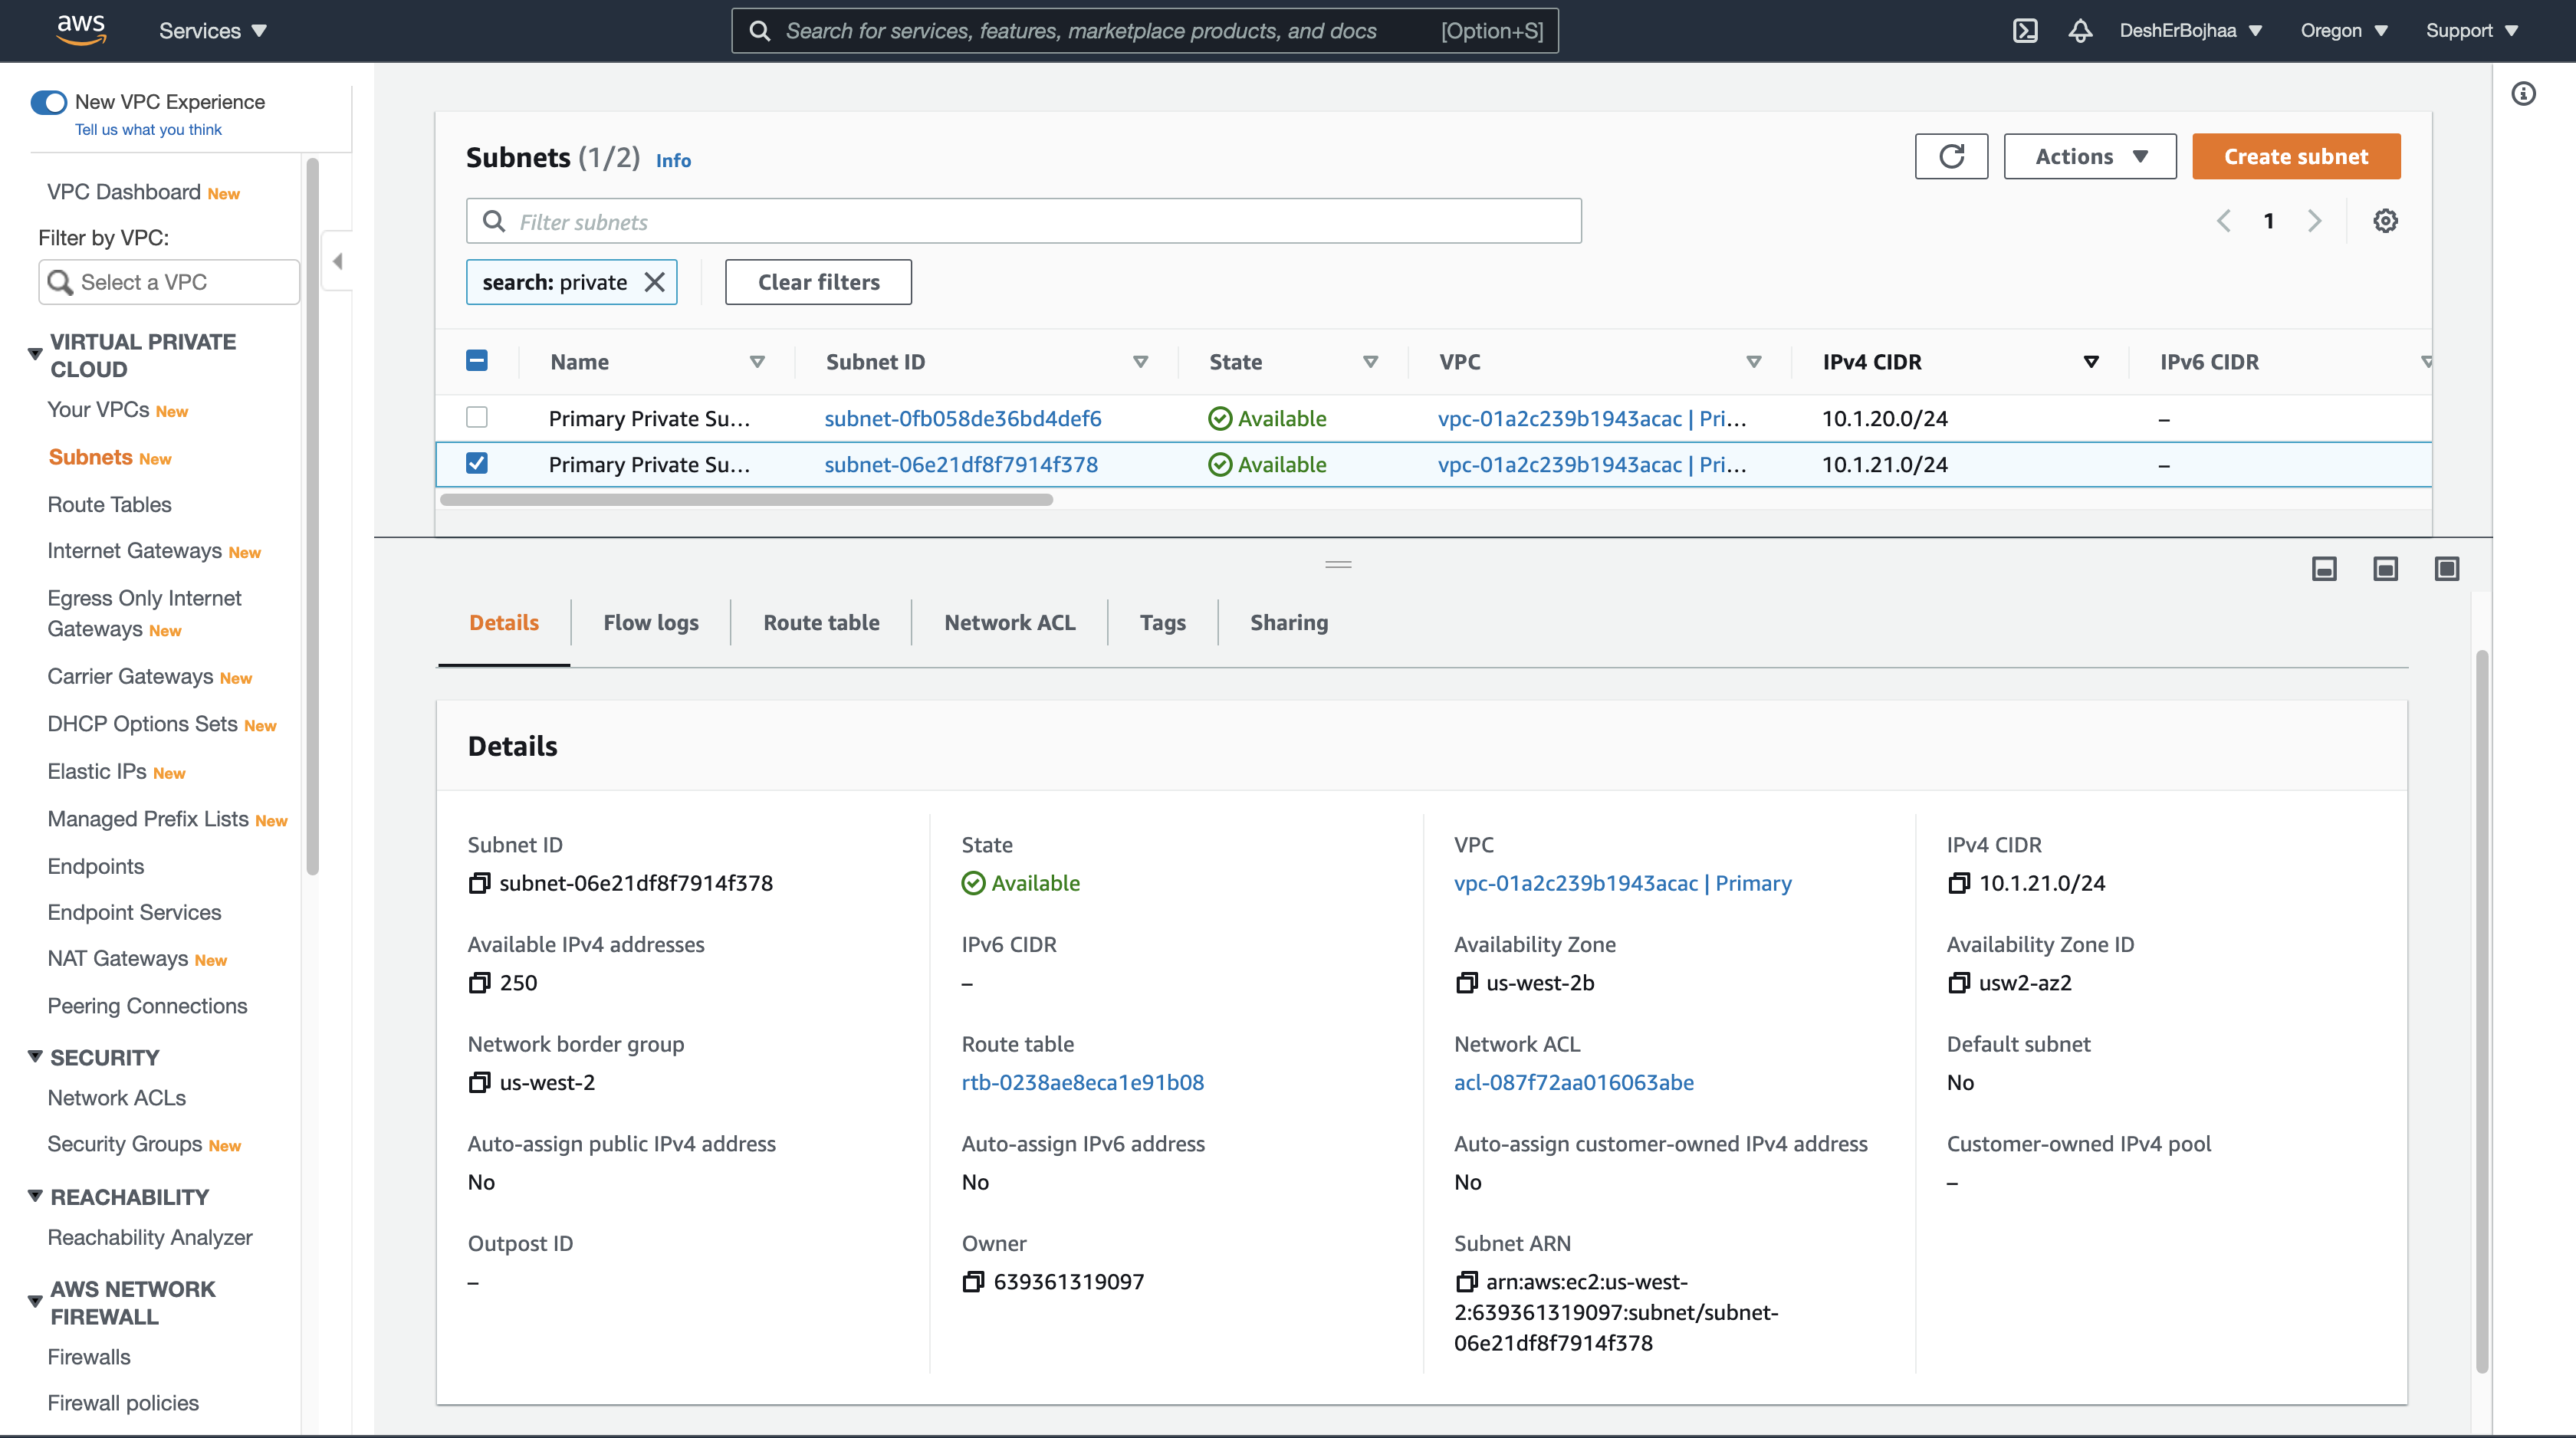 aws
Services ▼
Search for services, features, marketplace products, and docs [Option+S]
DeshErBojhaa ▼
Oregon ▼
Support ▼
New VPC Experience
Tell us what you think
VPC Dashboard New
Filter by VPC:
Select a VPC
VIRTUAL PRIVATE
CLOUD
Your VPCs New
Subnets New
Route Tables
Internet Gateways New
Egress Only Internet
Gateways New
Carrier Gateways New
DHCP Options Sets New
Elastic IPs New
Managed Prefix Lists New
Endpoints
Endpoint Services
NAT Gateways New
Peering Connections
SECURITY
Network ACLs
Security Groups New
REACHABILITY
Reachability Analyzer
AWS NETWORK
FIREWALL
Firewalls
Firewall policies
Subnets (1/2) Info
Actions ▼
Create subnet
Filter subnets
1
search: private
Clear filters
Name Subnet ID State VPC IPv4 CIDR IPv6 CIDR
Primary Private Su... subnet-0fb058de36bd4def6 Available vpc-01a2c239b1943acac | Pri... 10.1.20.0/24 –
Primary Private Su... subnet-06e21df8f7914f378 Available vpc-01a2c239b1943acac | Pri... 10.1.21.0/24 –
Details Flow logs Route table Network ACL Tags Sharing
Details
Subnet ID State VPC IPv4 CIDR
subnet-06e21df8f7914f378 Available vpc-01a2c239b1943acac | Primary 10.1.21.0/24
Available IPv4 addresses IPv6 CIDR Availability Zone Availability Zone ID
250 – us-west-2b usw2-az2
Network border group Route table Network ACL Default subnet
us-west-2 rtb-0238ae8eca1e91b08 acl-087f72aa016063abe No
Auto-assign public IPv4 address Auto-assign IPv6 address Auto-assign customer-owned IPv4 address Customer-owned IPv4 pool
No No No –
Outpost ID Owner Subnet ARN
– 639361319097 arn:aws:ec2:us-west-
2:639361319097:subnet/subnet-
06e21df8f7914f378